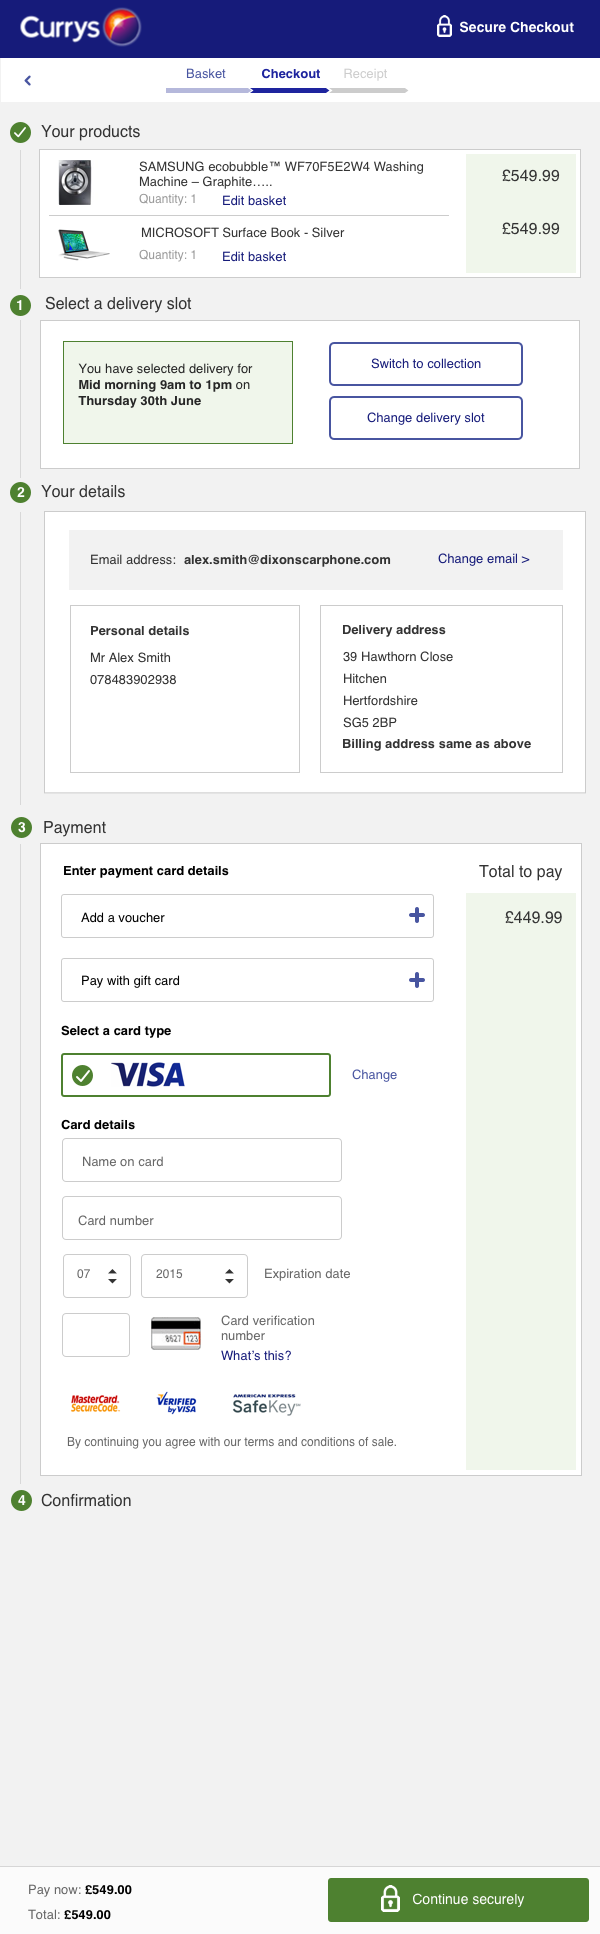 Currys
Secure Checkout
Basket
Checkout
Receipt
Your products
SAMSUNG ecobubble™ WF70F5E2W4 Washing
Machine – Graphite.....
£549.99
Quantity: 1
Edit basket
MICROSOFT Surface Book - Silver
£549.99
Quantity: 1
Edit basket
1
Select a delivery slot
You have selected delivery for
Mid morning 9am to 1pm on
Thursday 30th June
Switch to collection
Change delivery slot
2
Your details
Email address: alex.smith@dixonscarphone.com
Change email >
Personal details
Mr Alex Smith
078483902938
Delivery address
39 Hawthorn Close
Hitchen
Hertfordshire
SG5 2BP
Billing address same as above
3
Payment
Enter payment card details
Total to pay
Add a voucher
£449.99
Pay with gift card
Select a card type
VISA
Change
Card details
Name on card
Card number
07
2015
Expiration date
8627 123
Card verification
number
What's this?
MasterCard.
SecureCode.
VERIFIED
by VISA
AMERICAN EXPRESS
SafeKey℠
By continuing you agree with our terms and conditions of sale.
4
Confirmation
Pay now: £549.00
Total: £549.00
Continue securely